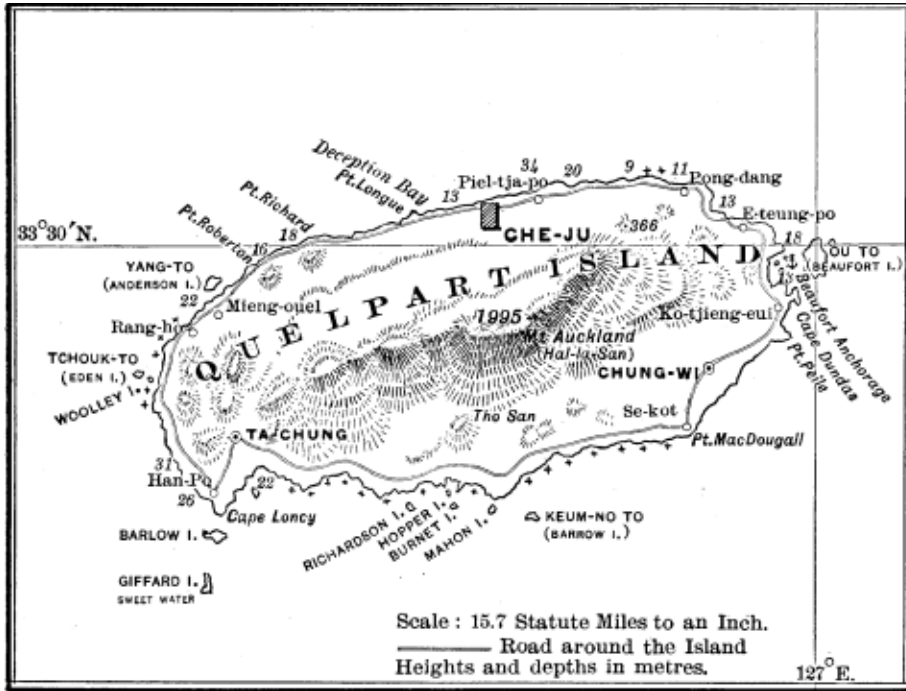 Deception Bay
Pt.Longue
34
20
9
11
Piel-tja-po
Pong-dang
13
13
Pt.Richard
Pt.Roberton
18
16
E-teung-po
33°30'N.
CHE-JU
366
18
OU TO
(BEAUFORT I.)
YANG-TO
(ANDERSON I.)
22
Mieng-ouel
Rang-ho
QUELPART ISLAND
1995
Mt Auckland
(Hal-la-San)
Ko-tjieng-eui
Beaufort Anchorage
Cape Dundas
Pt.Peile
TCHOUK-TO
(EDEN I.)
WOOLLEY I.
CHUNG-WI
Tho San
Se-kot
Pt.MacDougall
TA-CHUNG
31
Han-Po
26
22
Cape Loncy
BARLOW I.
RICHARDSON I.
HOPPER I.
BURNET I.
MAHON I.
KEUM-NO TO
(BARROW I.)
GIFFARD I.
SWEET WATER
Scale : 15.7 Statute Miles to an Inch.
Road around the Island
Heights and depths in metres.
127°E.